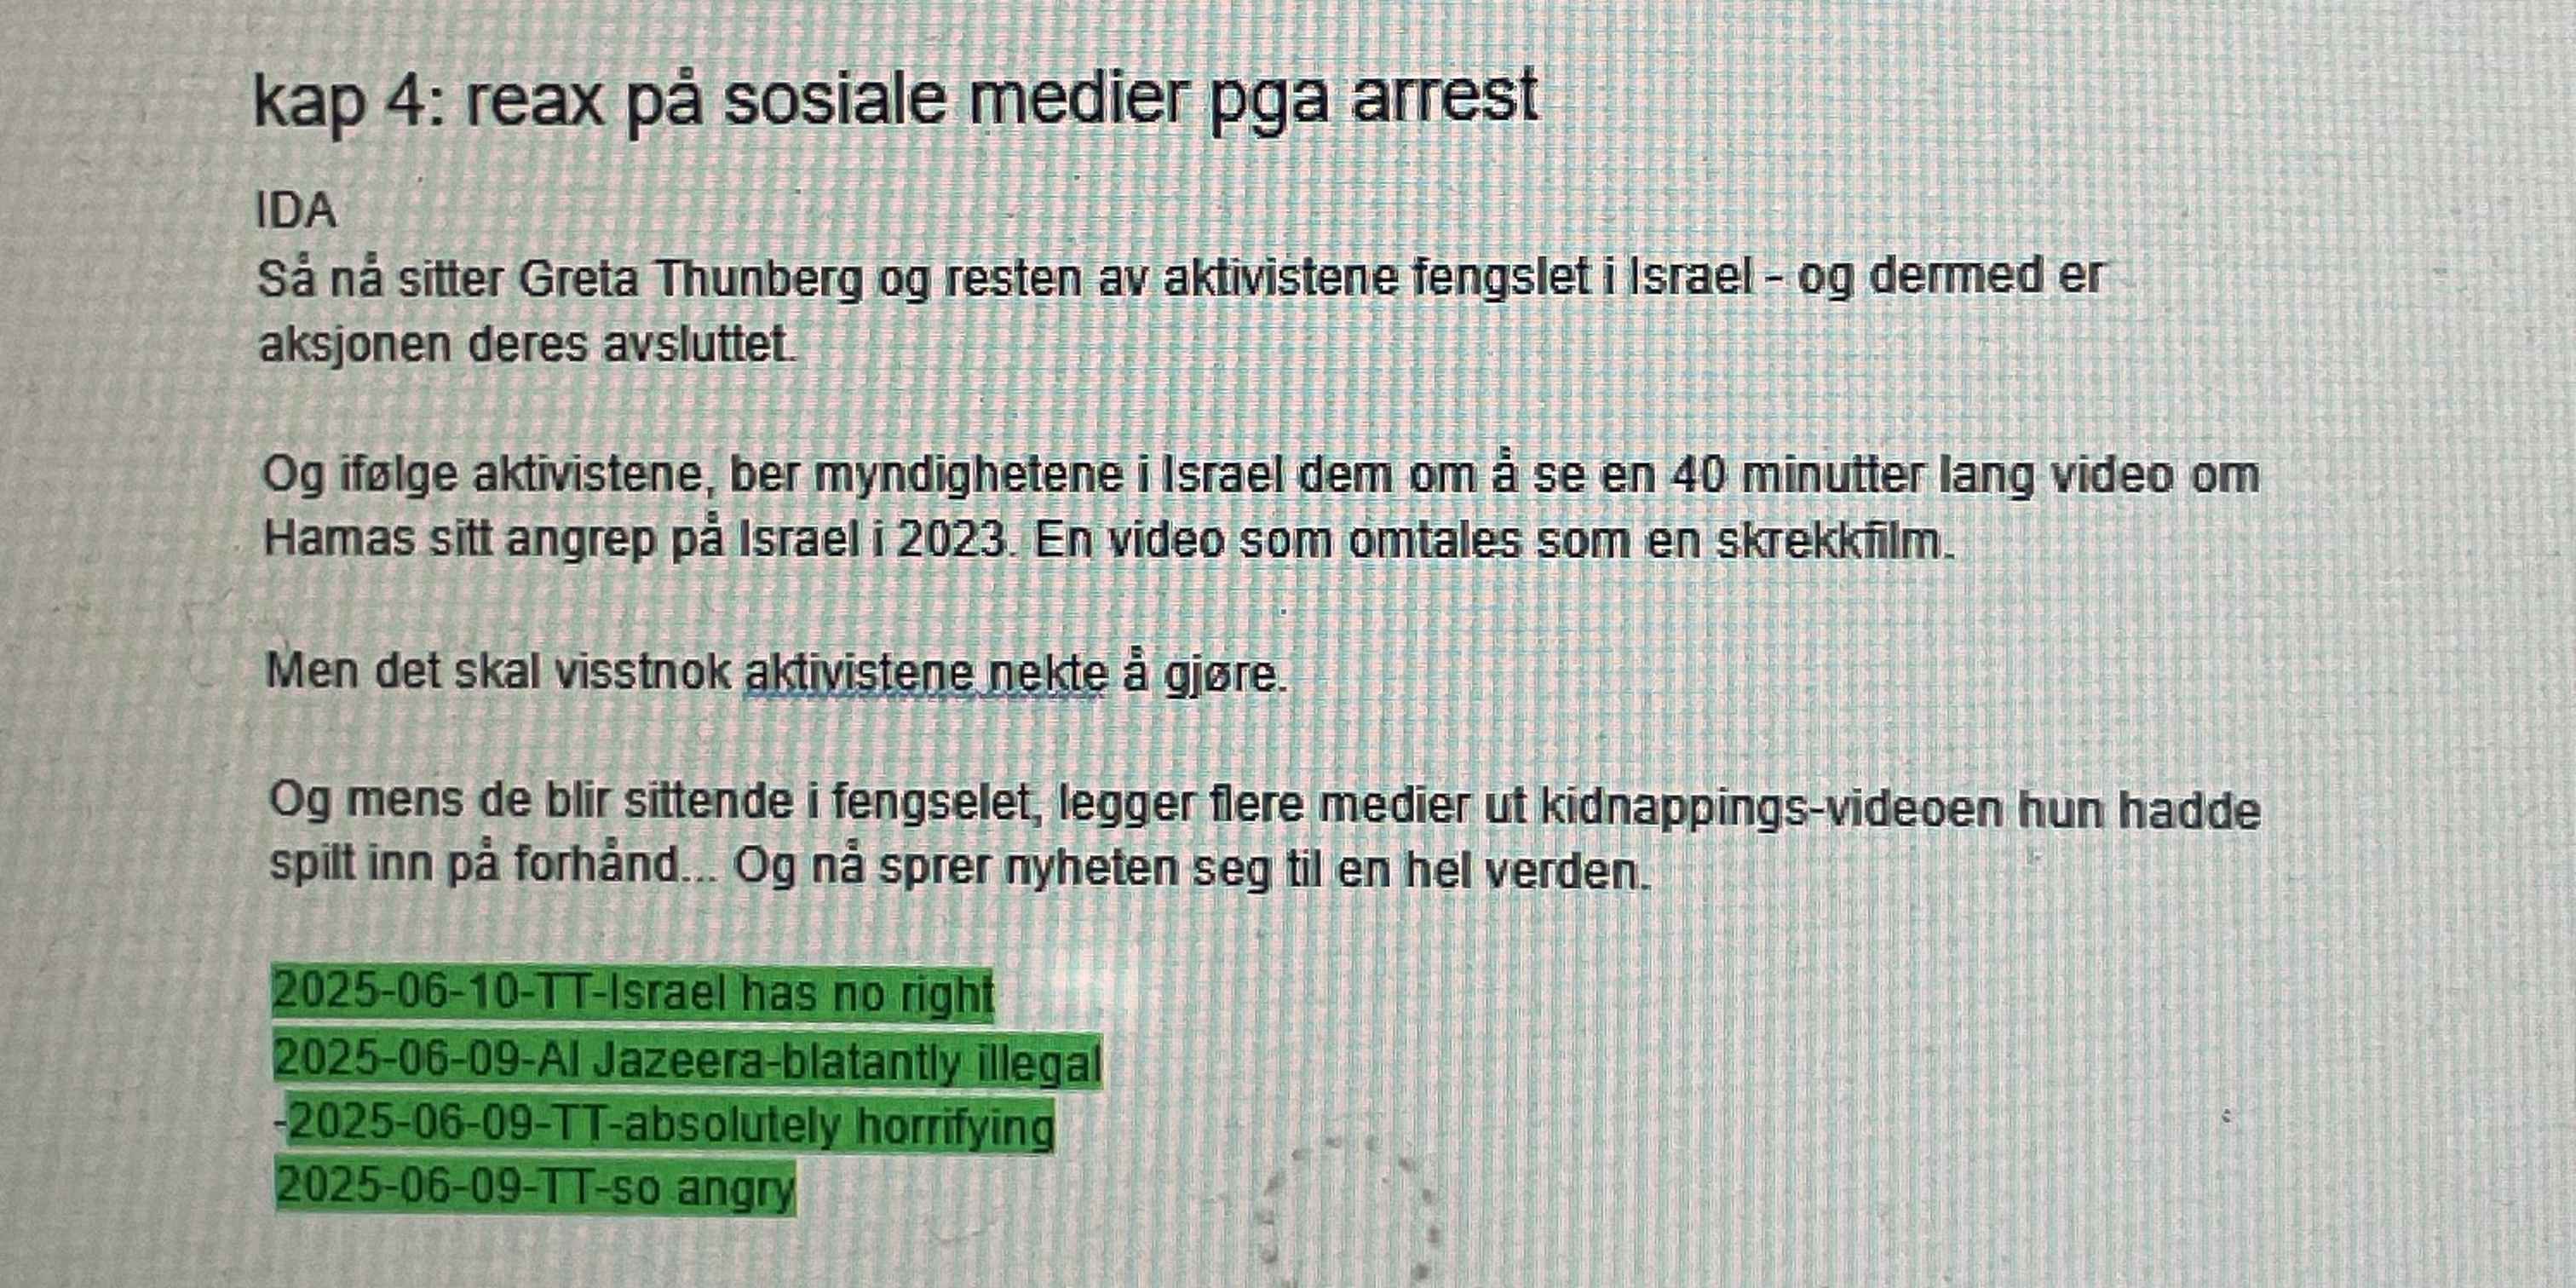 kap 4: reax på sosiale medier pga arrest
IDA
Så nå sitter Greta Thunberg og resten av aktivistene fengslet i Israel - og dermed er
aksjonen deres avsluttet.
Og ifølge aktivistene, ber myndighetene i Israel dem om å se en 40 minutter lang video om
Hamas sitt angrep på Israel i 2023. En video som omtales som en skrekkfilm.
Men det skal visstnok aktivistene nekte å gjøre.
Og mens de blir sittende i fengselet, legger flere medier ut kidnappings-videoen hun hadde
spilt inn på forhånd... Og nå sprer nyheten seg til en hel verden.
2025-06-10-TT-Israel has no right
2025-06-09-Al Jazeera-blatantly illegal
-2025-06-09-TT-absolutely horrifying
2025-06-09-TT-so angry